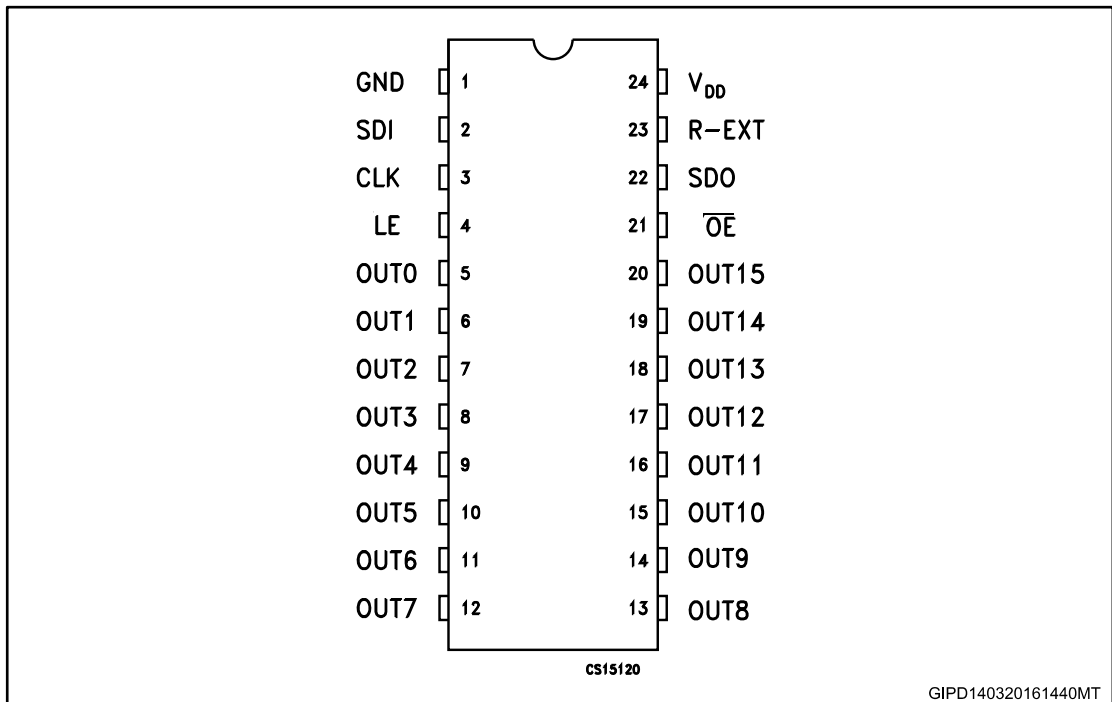 GND 1 24 VDD
SDI 2 23 R-EXT
CLK 3 22 SDO
LE 4 21 O̅E̅
OUT0 5 20 OUT15
OUT1 6 19 OUT14
OUT2 7 18 OUT13
OUT3 8 17 OUT12
OUT4 9 16 OUT11
OUT5 10 15 OUT10
OUT6 11 14 OUT9
OUT7 12 13 OUT8
CS15120
GIPD140320161440MT